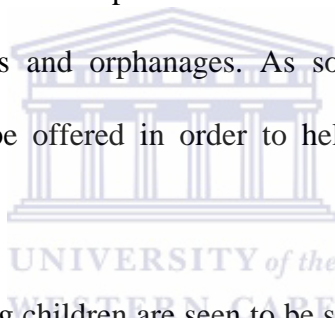 s and orphanages. As so
be offered in order to hel
UNIVERSITY of the
g children are seen to be s